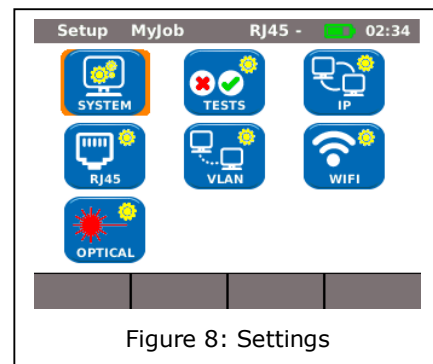 Setup MyJob RJ45 - 02:34
SYSTEM TESTS IP
RJ45 VLAN WIFI
OPTICAL
Figure 8: Settings